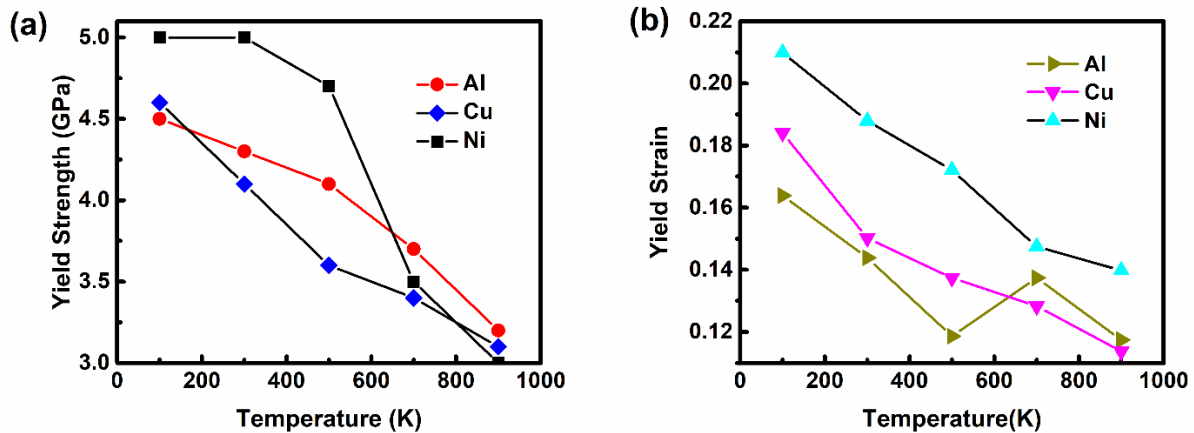 (a)
Yield Strength (GPa)
5.0
4.5
4.0
3.5
3.0
Al
Cu
Ni
0 200 400 600 800 1000
Temperature (K)
(b)
Yield Strain
0.22
0.20
0.18
0.16
0.14
0.12
Al
Cu
Ni
0 200 400 600 800 1000
Temperature(K)